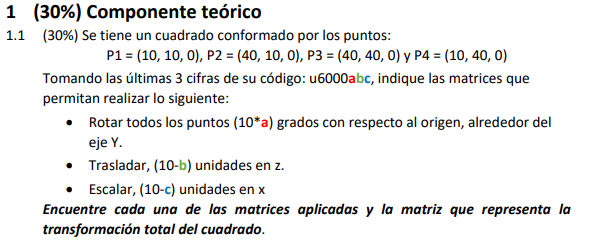 1 (30%) Componente teórico
1.1 (30%) Se tiene un cuadrado conformado por los puntos:
P1 = (10, 10, 0), P2 = (40, 10, 0), P3 = (40, 40, 0) y P4 = (10, 40, 0)
Tomando las últimas 3 cifras de su código: u6000abc, indique las matrices que
permitan realizar lo siguiente:
• Rotar todos los puntos (10*a) grados con respecto al origen, alrededor del
eje Y.
• Trasladar, (10-b) unidades en z.
• Escalar, (10-c) unidades en x
Encuentre cada una de las matrices aplicadas y la matriz que representa la
transformación total del cuadrado.